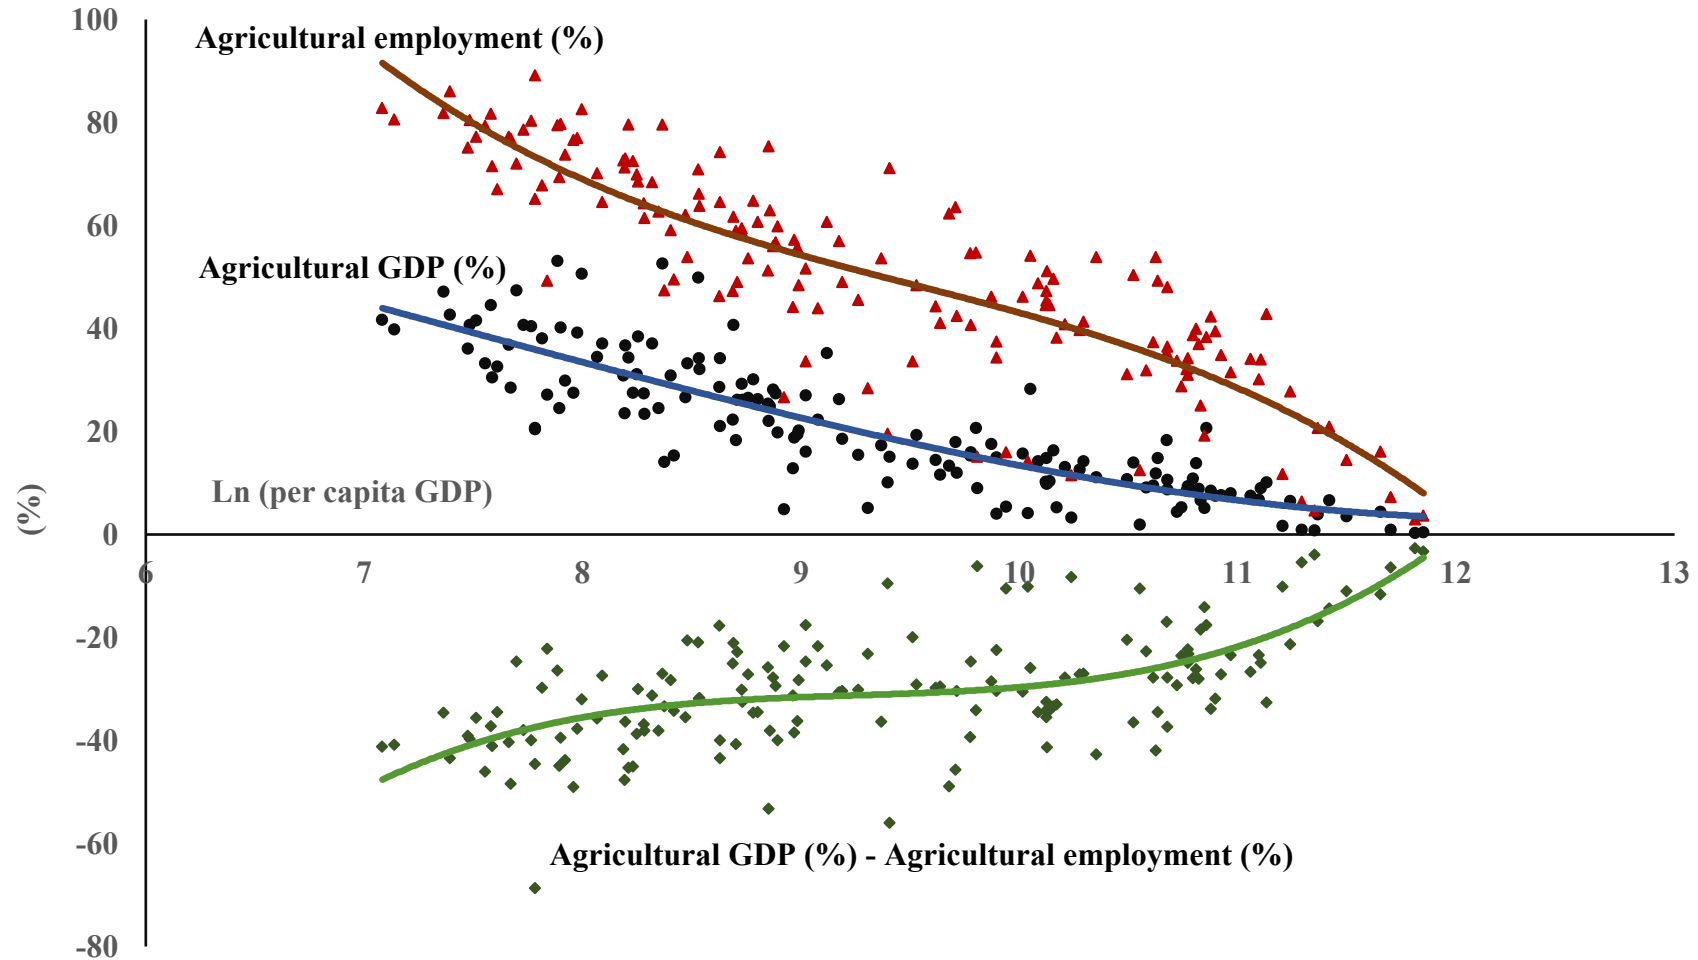 100
Agricultural employment (%)
80
60
Agricultural GDP (%)
40
20
Ln (per capita GDP)
(%)
0
6 7 8 9 10 11 12 13
-20
-40
-60
Agricultural GDP (%) - Agricultural employment (%)
-80